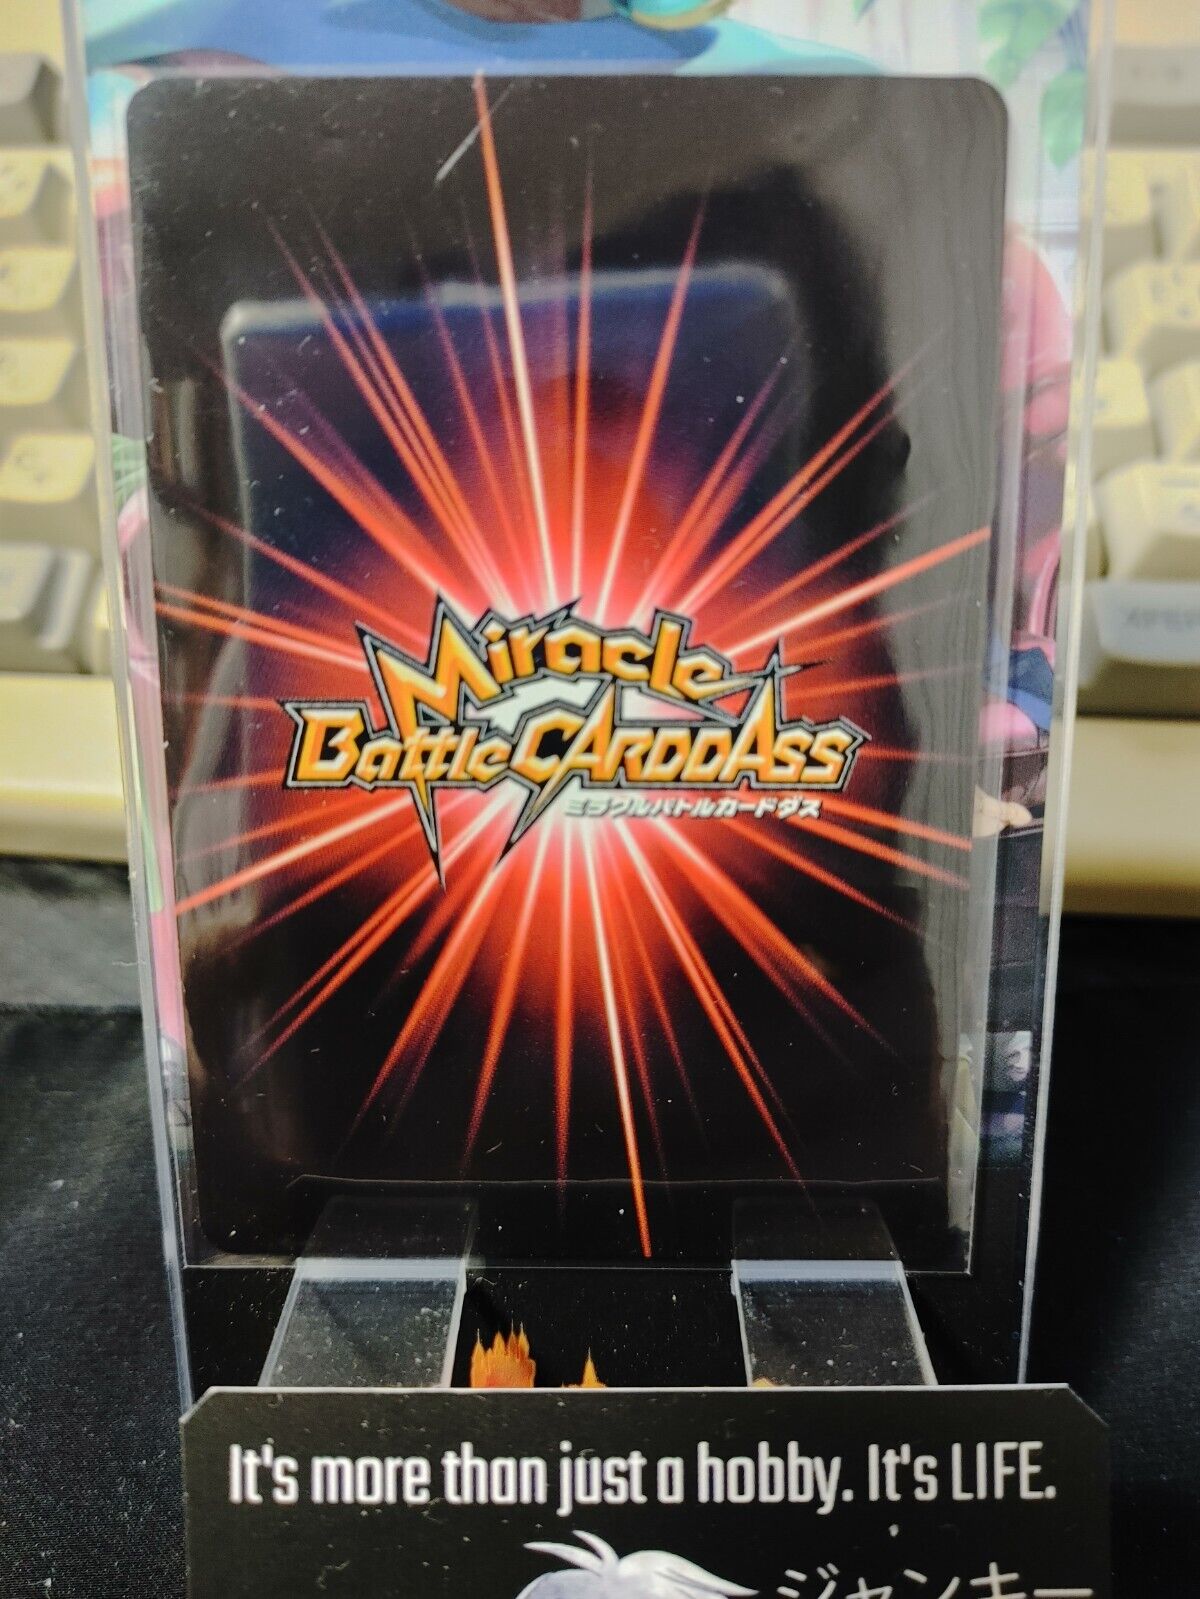 Miracle
Battle CARDDASS
ミラクルバトルカードダス
It's more than just a hobby. It's LIFE.
ジャンキー